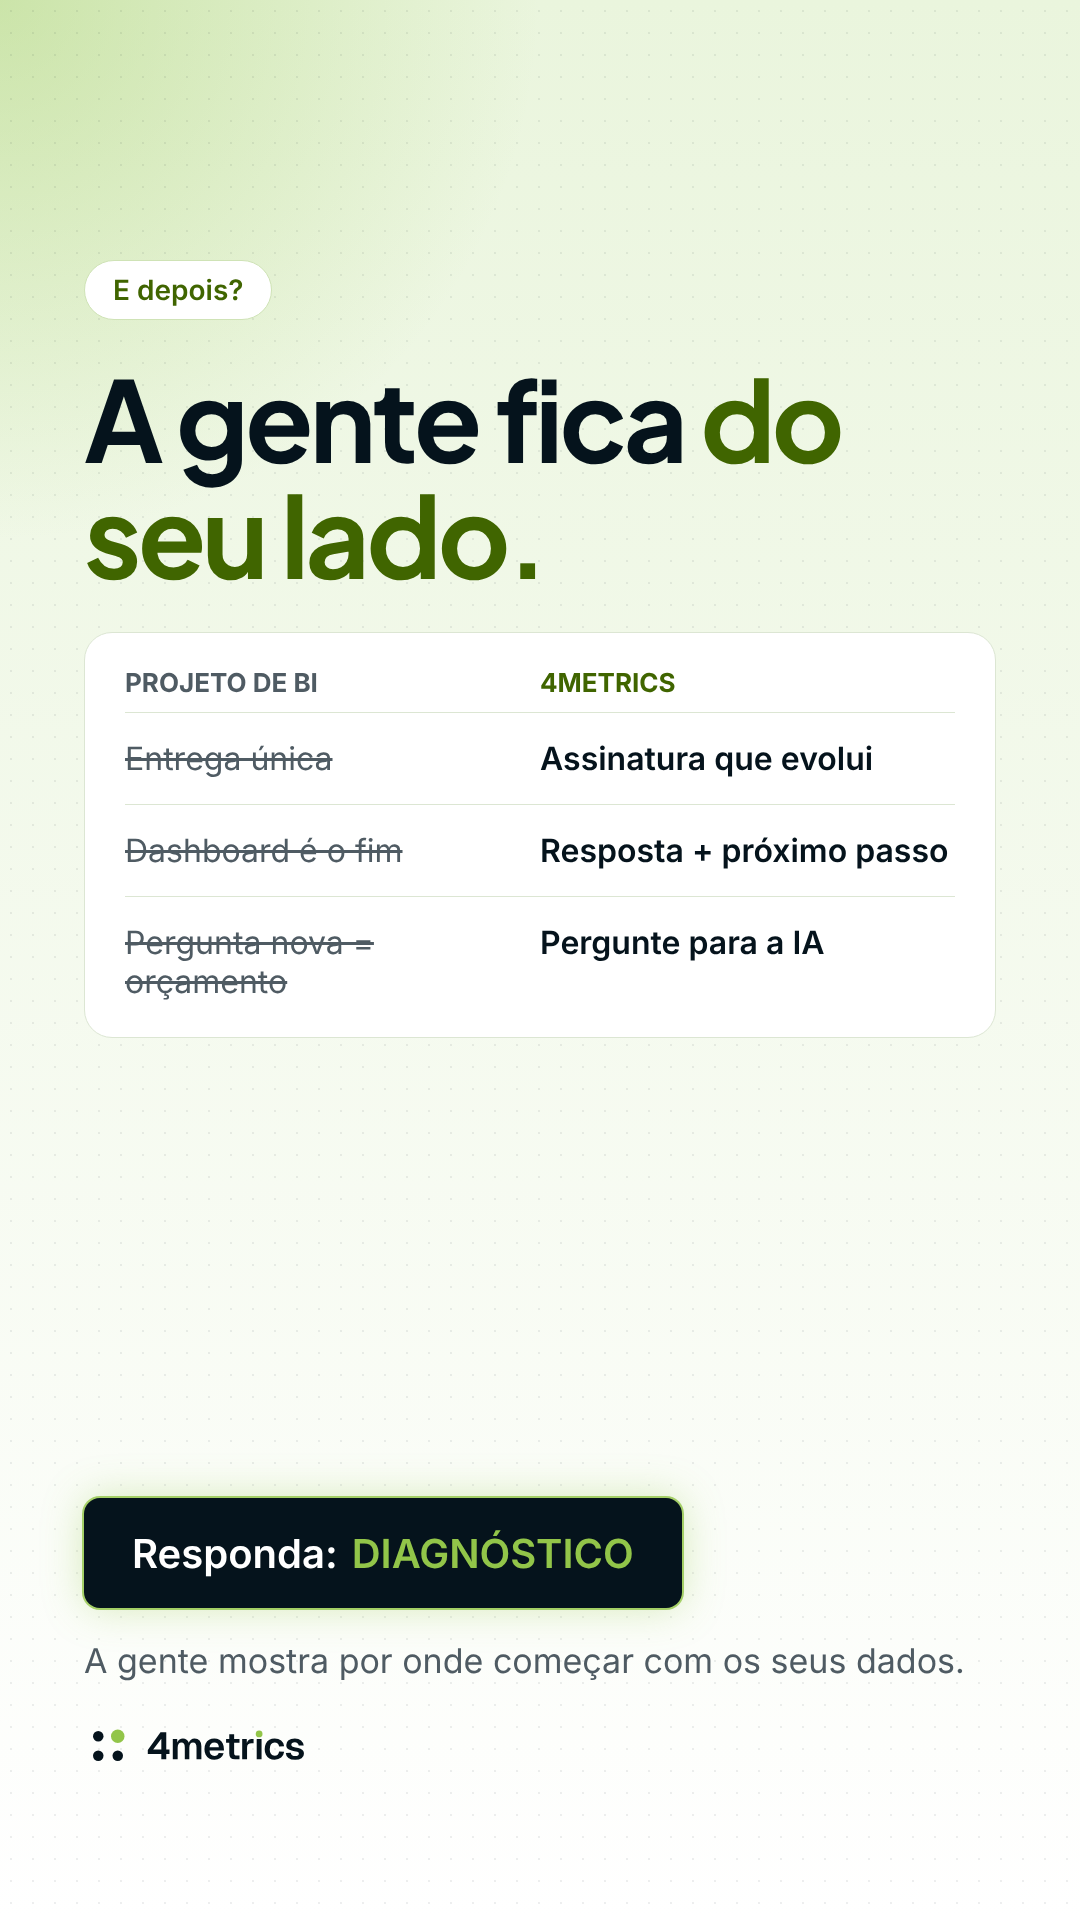 E depois?
A gente fica do
seu lado.
PROJETO DE BI
4METRICS
Entrega única
Assinatura que evolui
Dashboard é o fim
Resposta + próximo passo
Pergunta nova =
orçamento
Pergunte para a IA
Responda: DIAGNÓSTICO
A gente mostra por onde começar com os seus dados.
4metrics